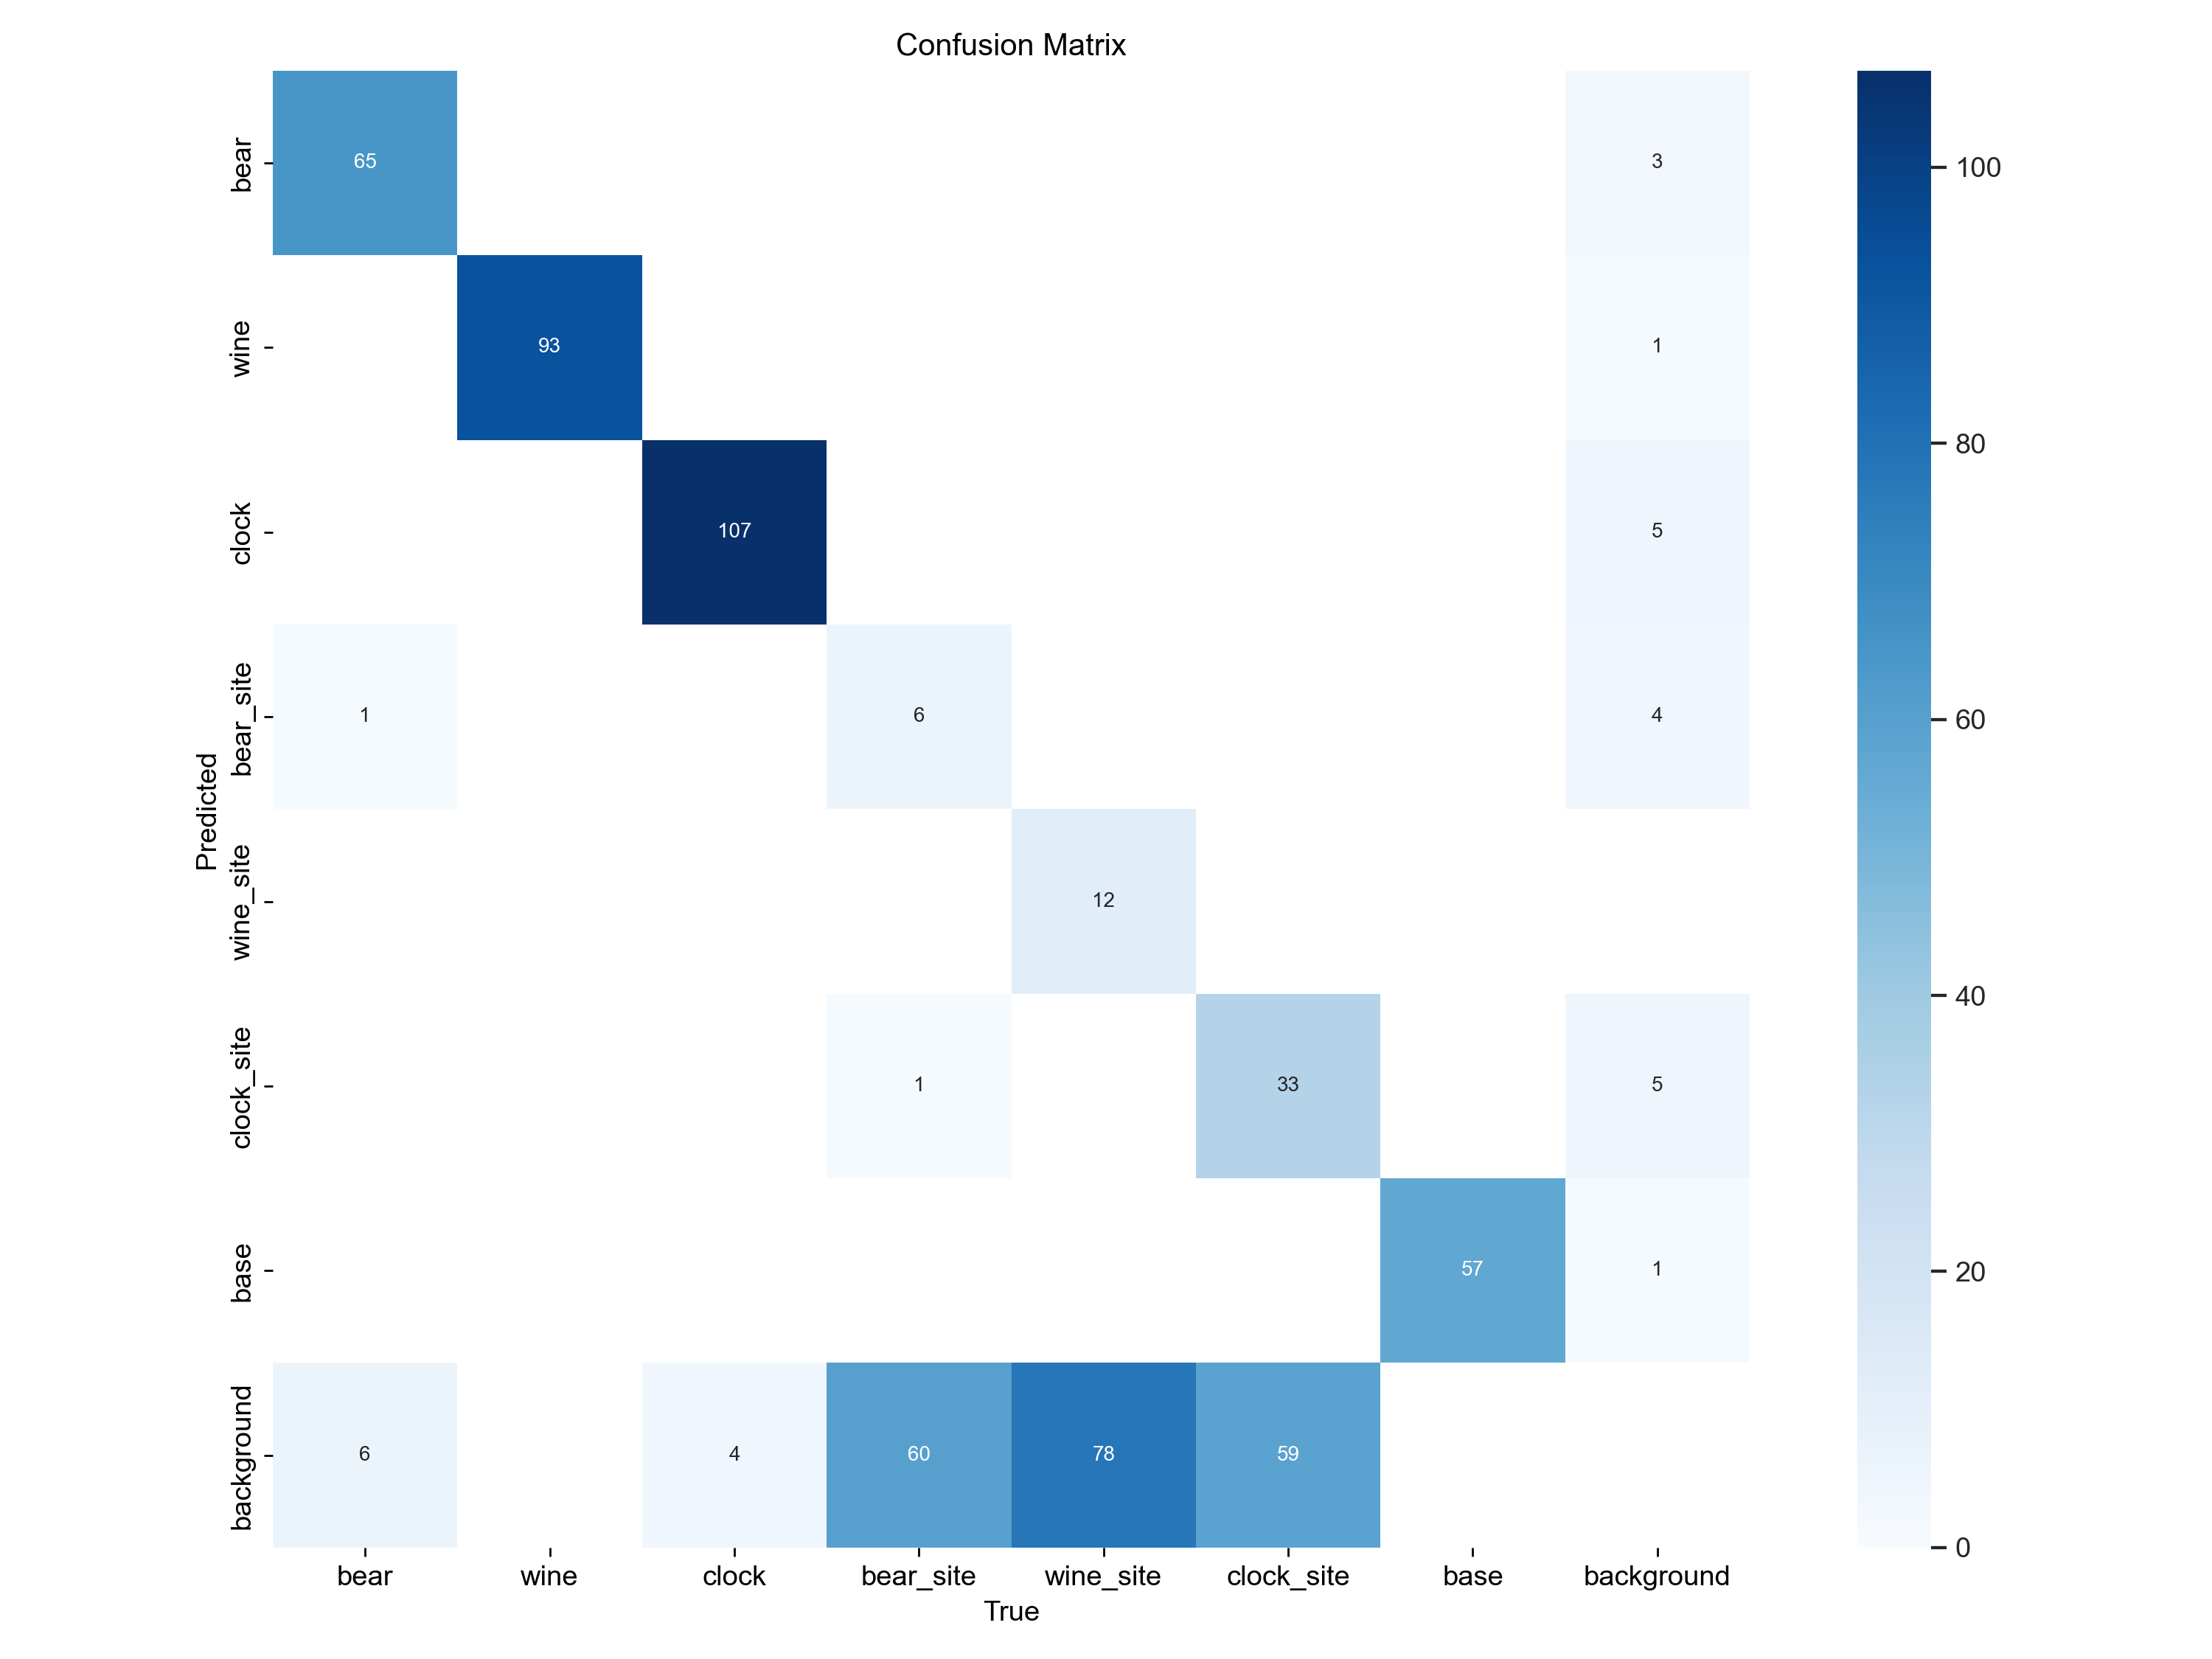 Confusion Matrix
bear 65 3 100
wine 93 1 80
clock 107 5
bear_site 1 6 4 60
Predicted
wine_site 12
clock_site 1 33 5 40
base 57 1 20
background 6 4 60 78 59 0
bear wine clock bear_site wine_site clock_site base background
True